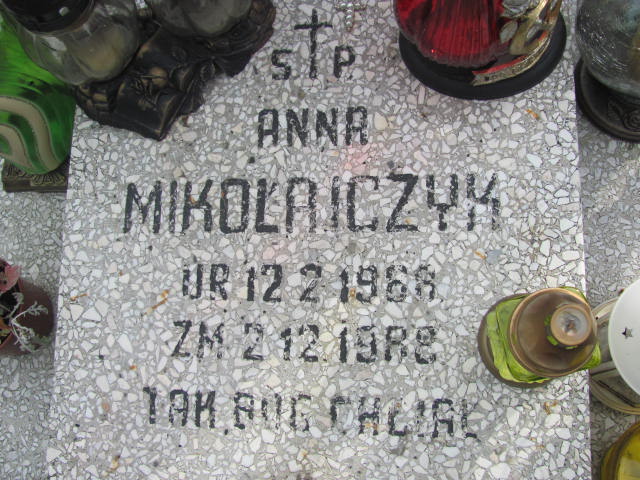 S P.
ANNA
MIKOŁAJCZYK
UR 12 2 1968
ZM 2 12 1988
TAK BÓG CHCIAŁ